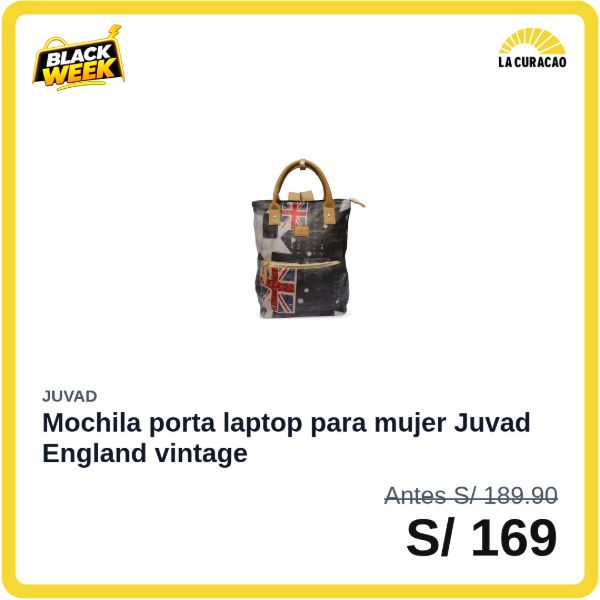 BLACK
WEEK
LA CURACAO
JUVAD
Mochila porta laptop para mujer Juvad
England vintage
Antes S/ 189.90
S/ 169